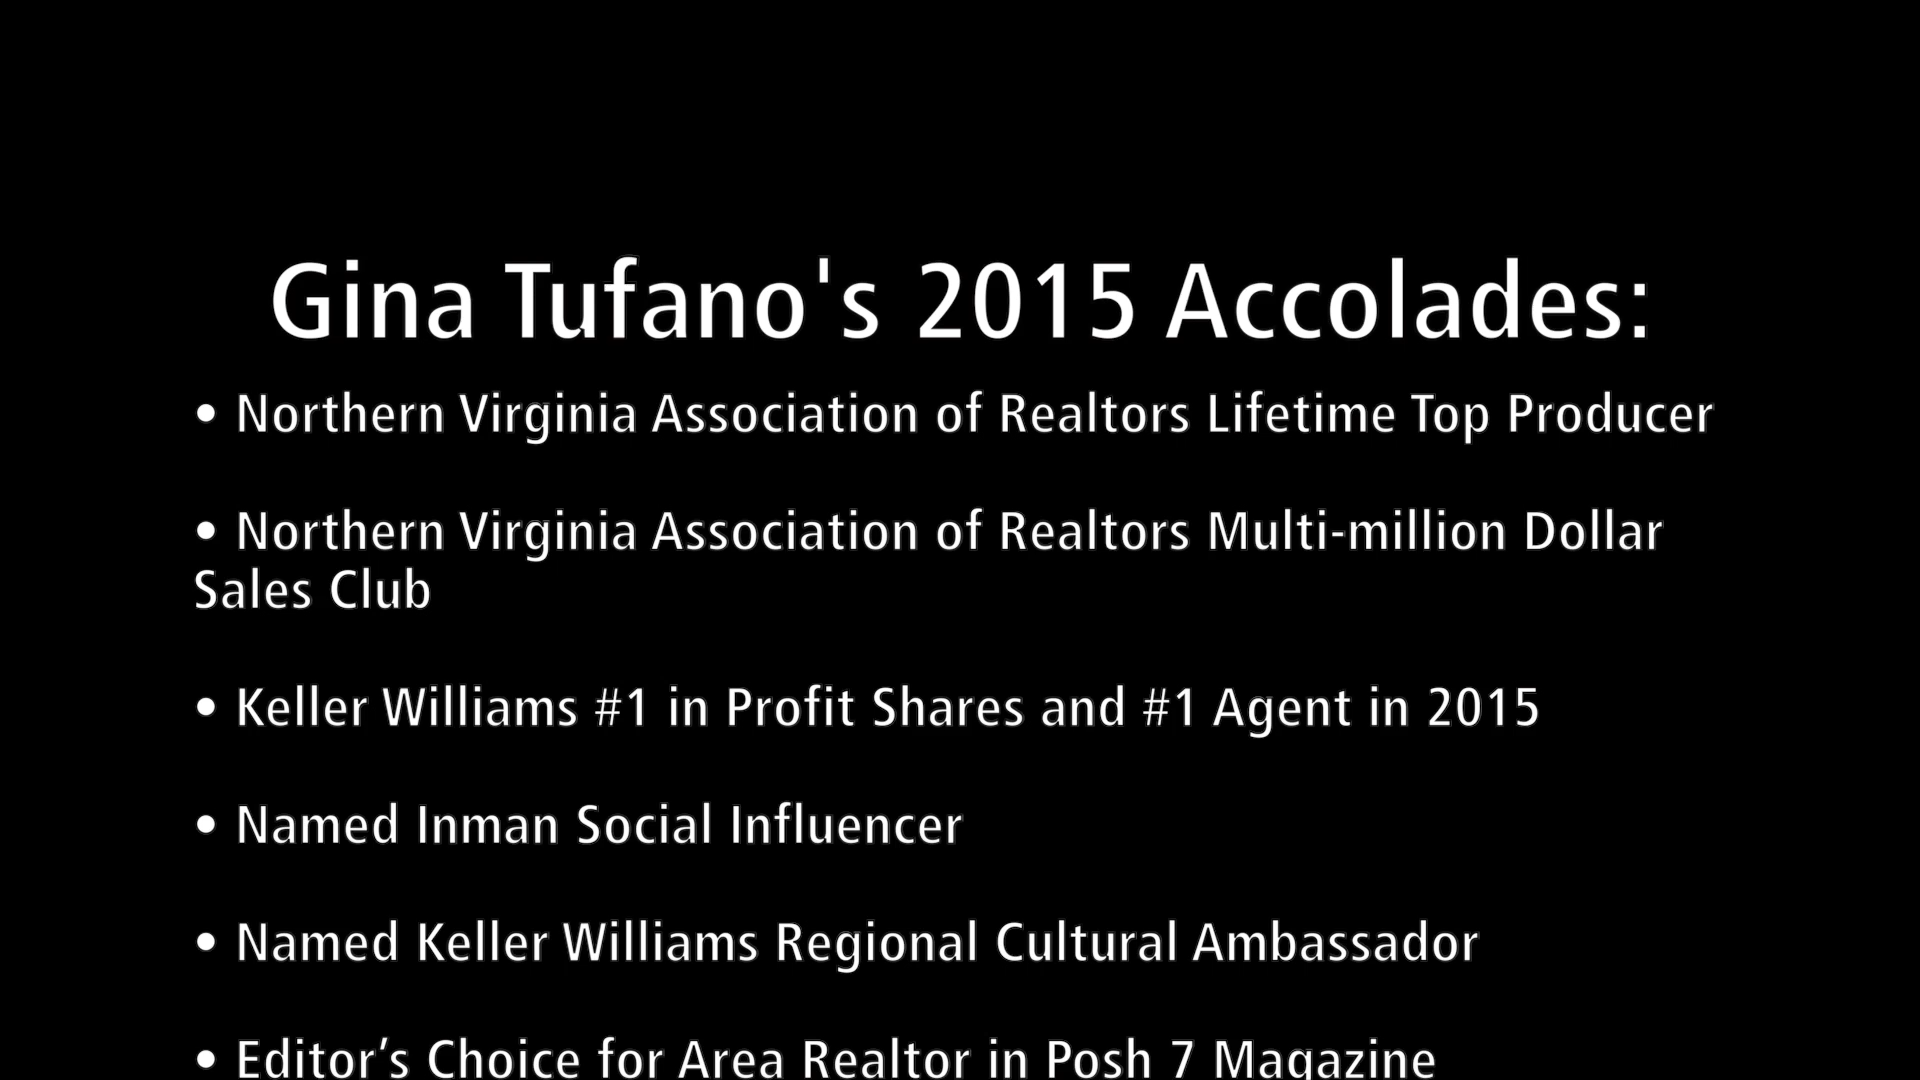 Gina Tufano's 2015 Accolades:
• Northern Virginia Association of Realtors Lifetime Top Producer
• Northern Virginia Association of Realtors Multi-million Dollar
Sales Club
• Keller Williams #1 in Profit Shares and #1 Agent in 2015
• Named Inman Social Influencer
• Named Keller Williams Regional Cultural Ambassador
• Editor’s Choice for Area Realtor in Posh 7 Magazine